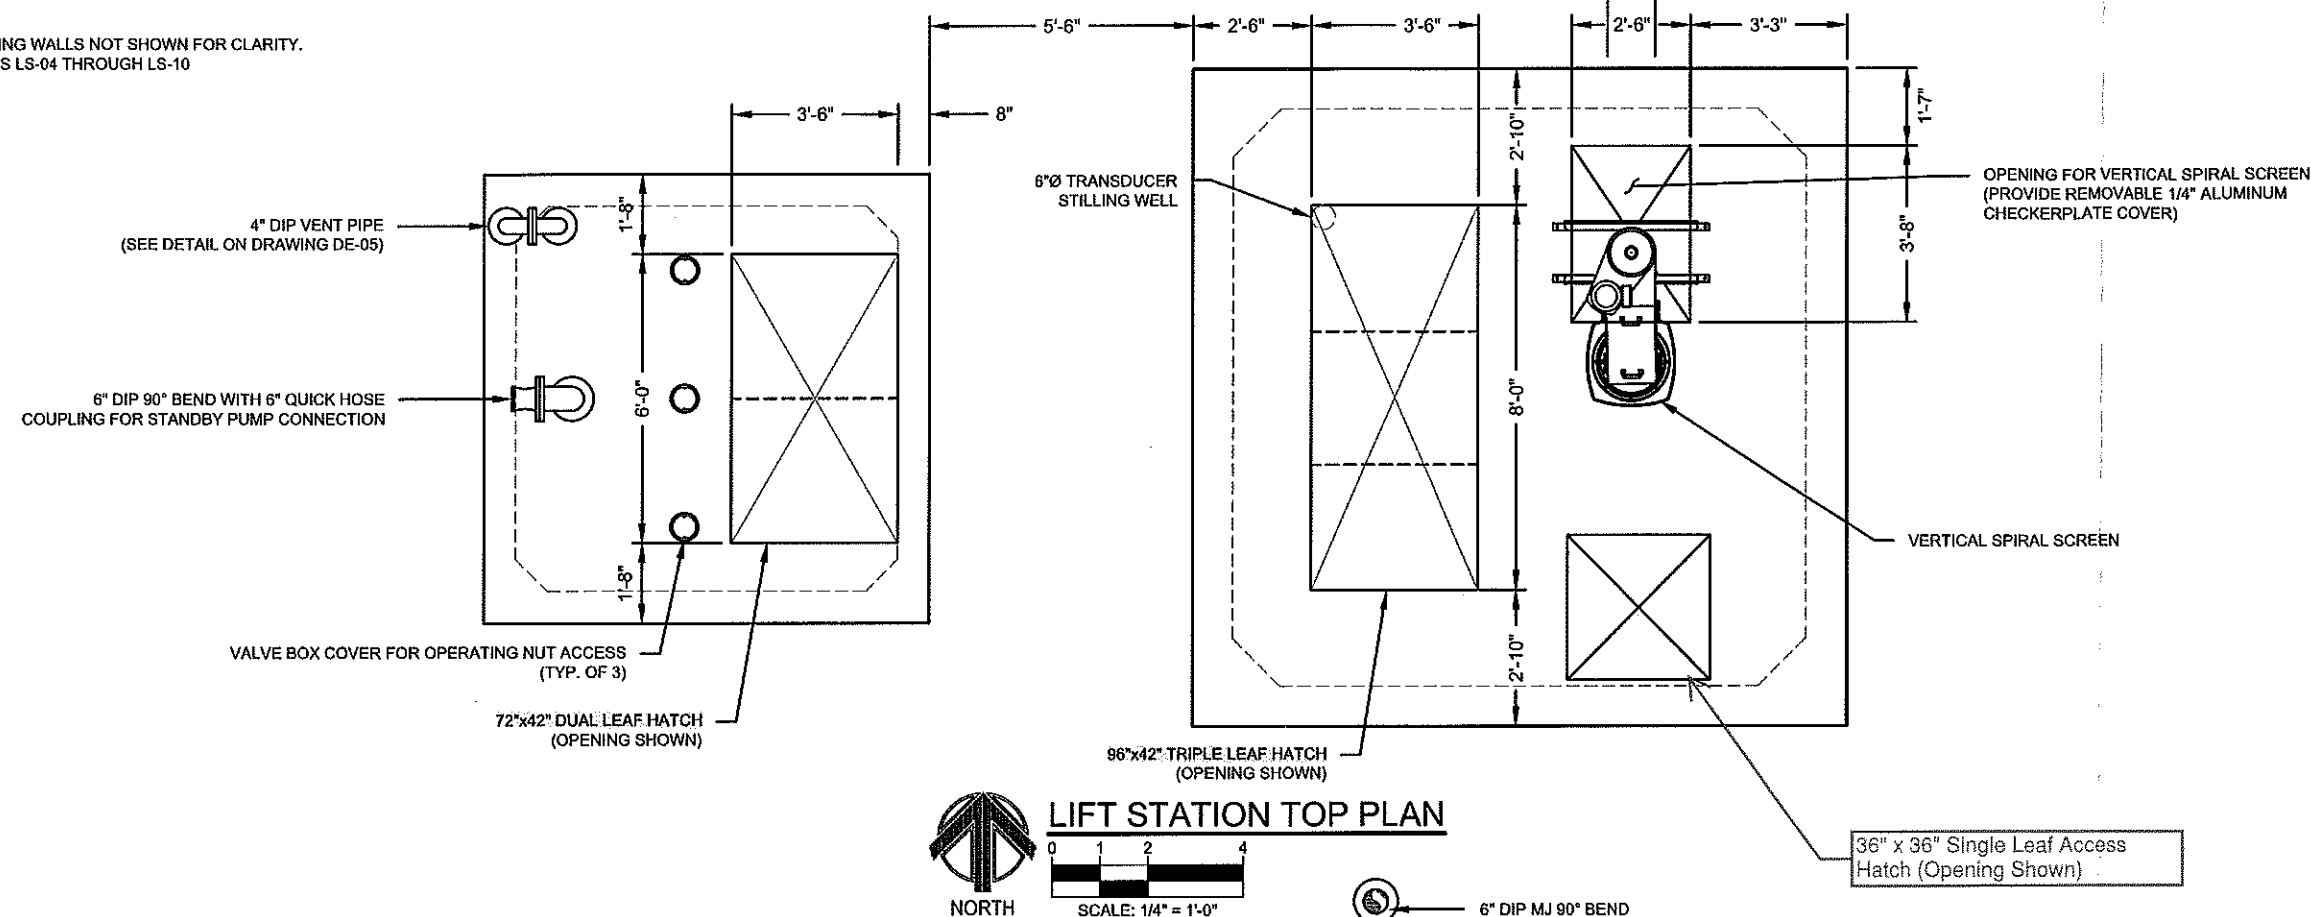 ING WALLS NOT SHOWN FOR CLARITY.
S LS-04 THROUGH LS-10
5'-6"
2'-6"
3'-6"
2'-6"
3'-3"
3'-6"
8"
1'-7"
2'-10"
1'-8"
6"Ø TRANSDUCER
STILLING WELL
OPENING FOR VERTICAL SPIRAL SCREEN
(PROVIDE REMOVABLE 1/4" ALUMINUM
CHECKERPLATE COVER)
3'-8"
4" DIP VENT PIPE
(SEE DETAIL ON DRAWING DE-05)
6'-0"
8'-0"
6" DIP 90° BEND WITH 6" QUICK HOSE
COUPLING FOR STANDBY PUMP CONNECTION
VERTICAL SPIRAL SCREEN
1'-8"
2'-10"
VALVE BOX COVER FOR OPERATING NUT ACCESS
(TYP. OF 3)
72"x42" DUAL LEAF HATCH
(OPENING SHOWN)
96"x42" TRIPLE LEAF HATCH
(OPENING SHOWN)
LIFT STATION TOP PLAN
0 1 2 4
NORTH
SCALE: 1/4" = 1'-0"
36" x 36" Single Leaf Access
Hatch (Opening Shown)
6" DIP MJ 90° BEND